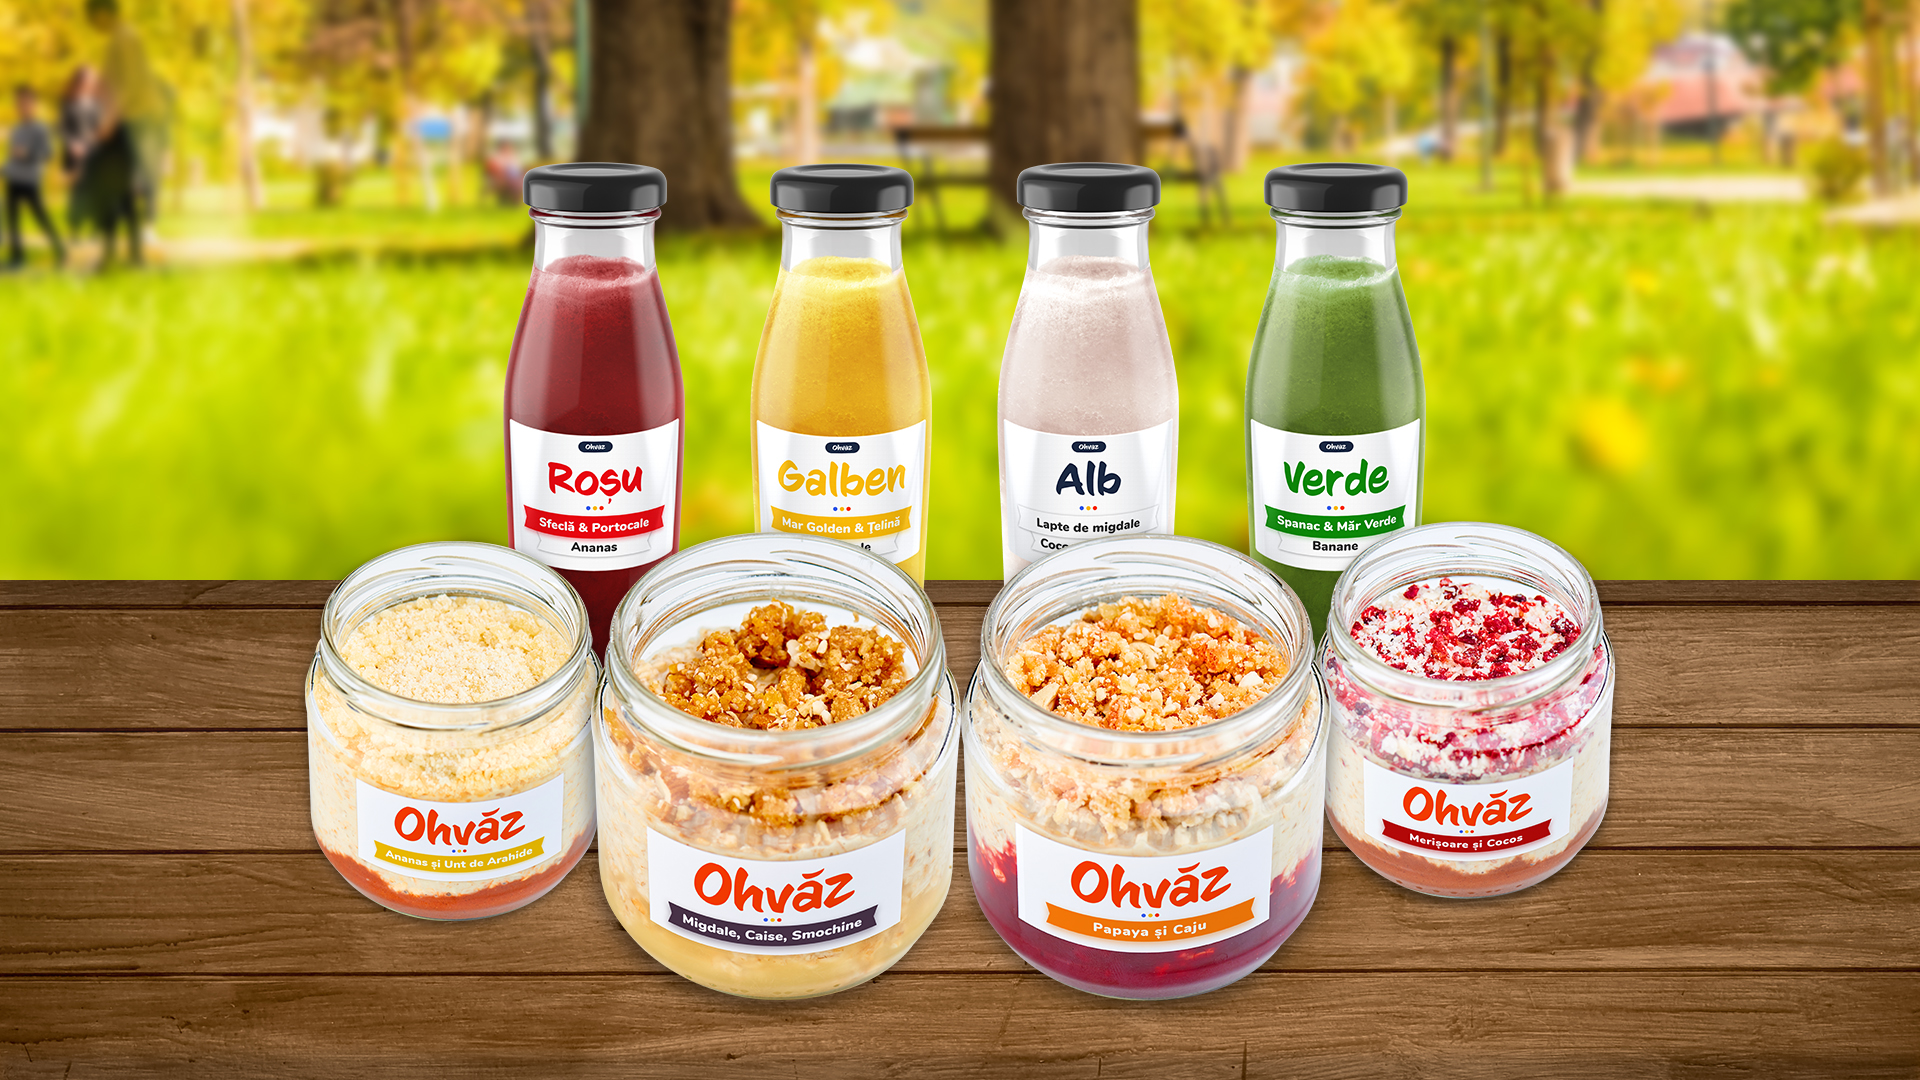 Ohvăz
Roșu
Sfeclă & Portocale
Ananas
Ohvăz
Galben
Mar Golden & Țelină
Ohvăz
Alb
Lapte de migdale
Ohvăz
Verde
Spanac & Măr Verde
Banane
Ohvăz
Ananas și Unt de Arahide
Ohvăz
Migdale, Caise, Smochine
Ohvăz
Papaya și Caju
Ohvăz
Merișoare și Cocos